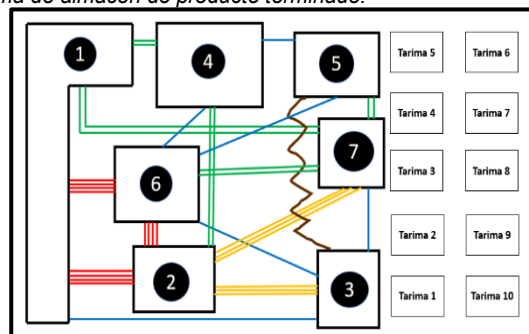 ma de almacén de producto terminado.
1
4
5
Tarima 5
Tarima 6
Tarima 4
Tarima 7
7
Tarima 3
Tarima 8
6
Tarima 2
Tarima 9
2
3
Tarima 1
Tarima 10